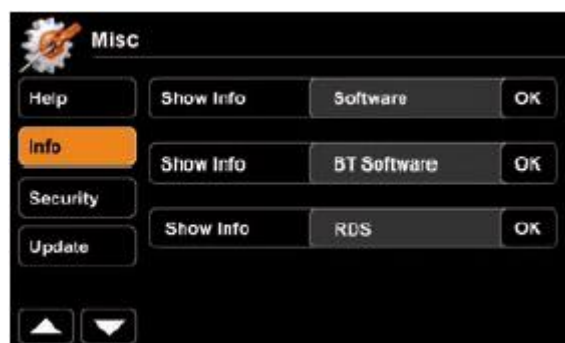 Misc
Help
Show Info Software OK
Info
Show Info BT Software OK
Security
Show Info RDS OK
Update